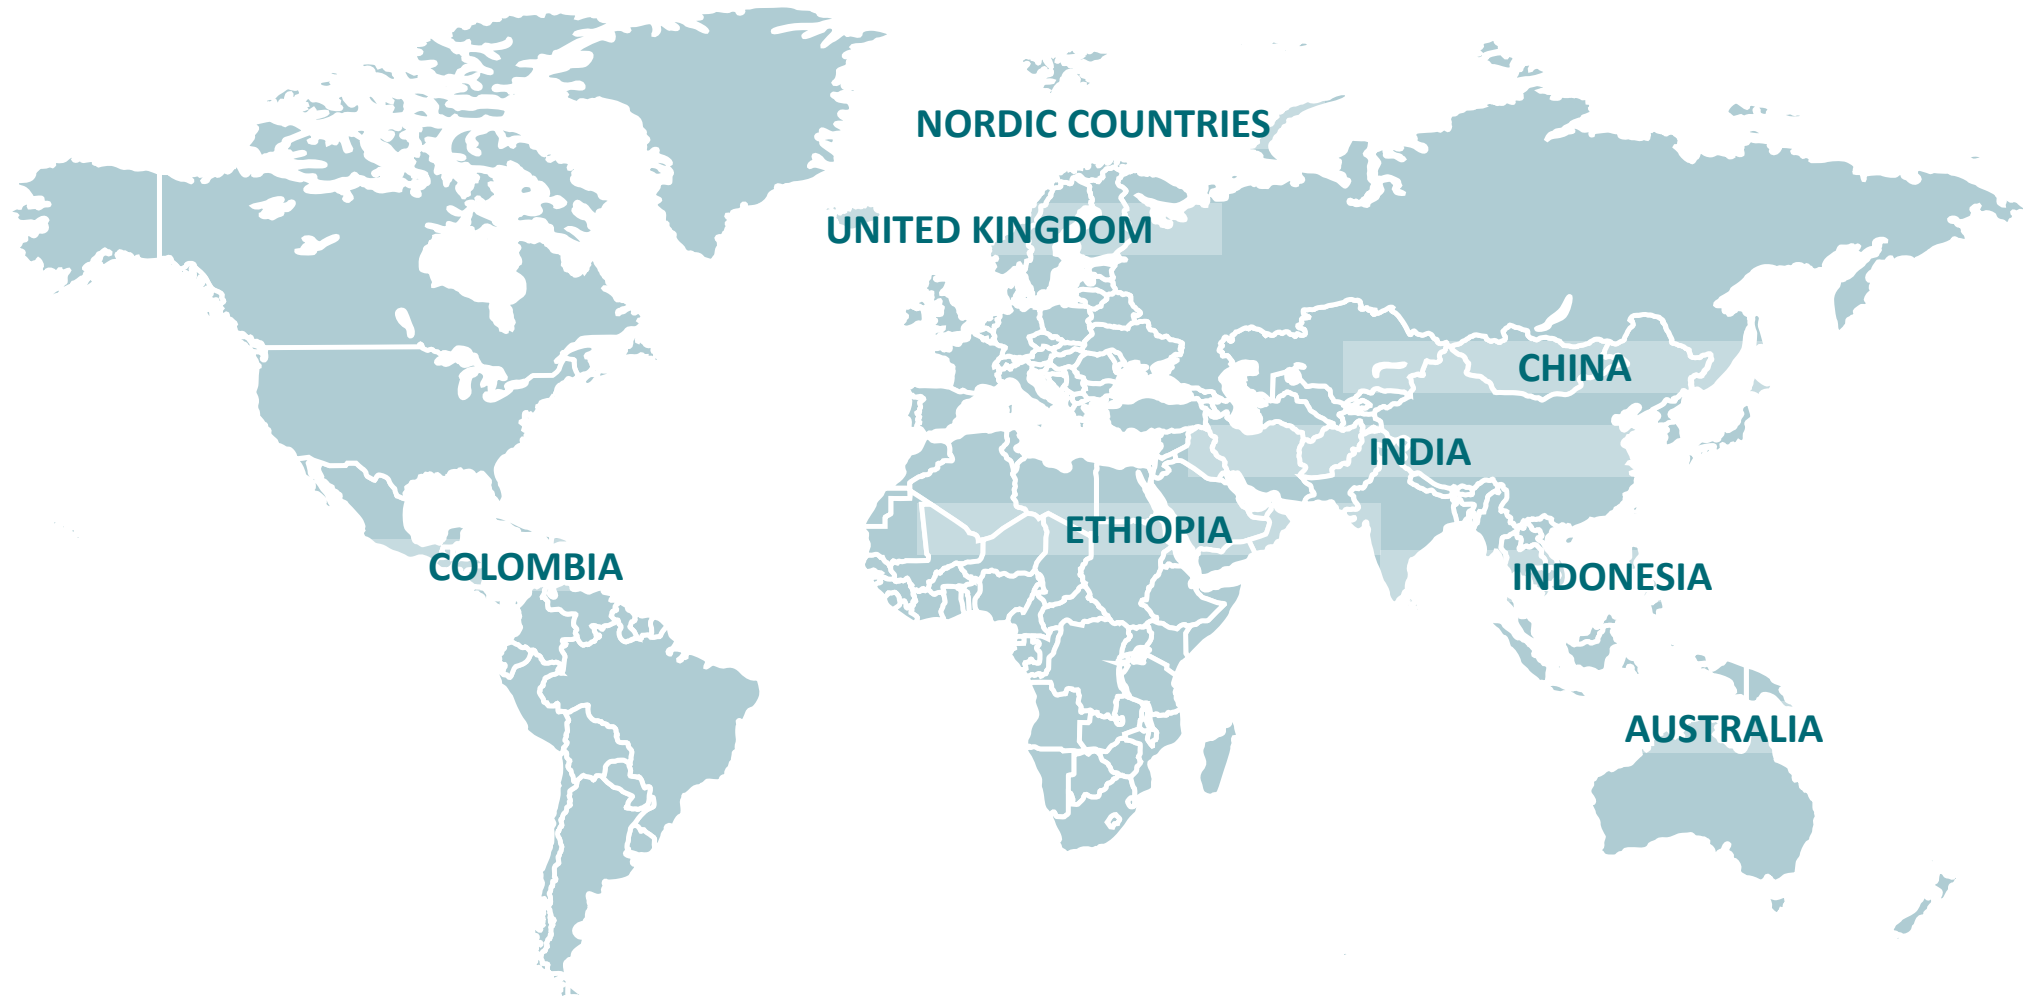 NORDIC COUNTRIES
UNITED KINGDOM
CHINA
INDIA
ETHIOPIA
COLOMBIA
INDONESIA
AUSTRALIA